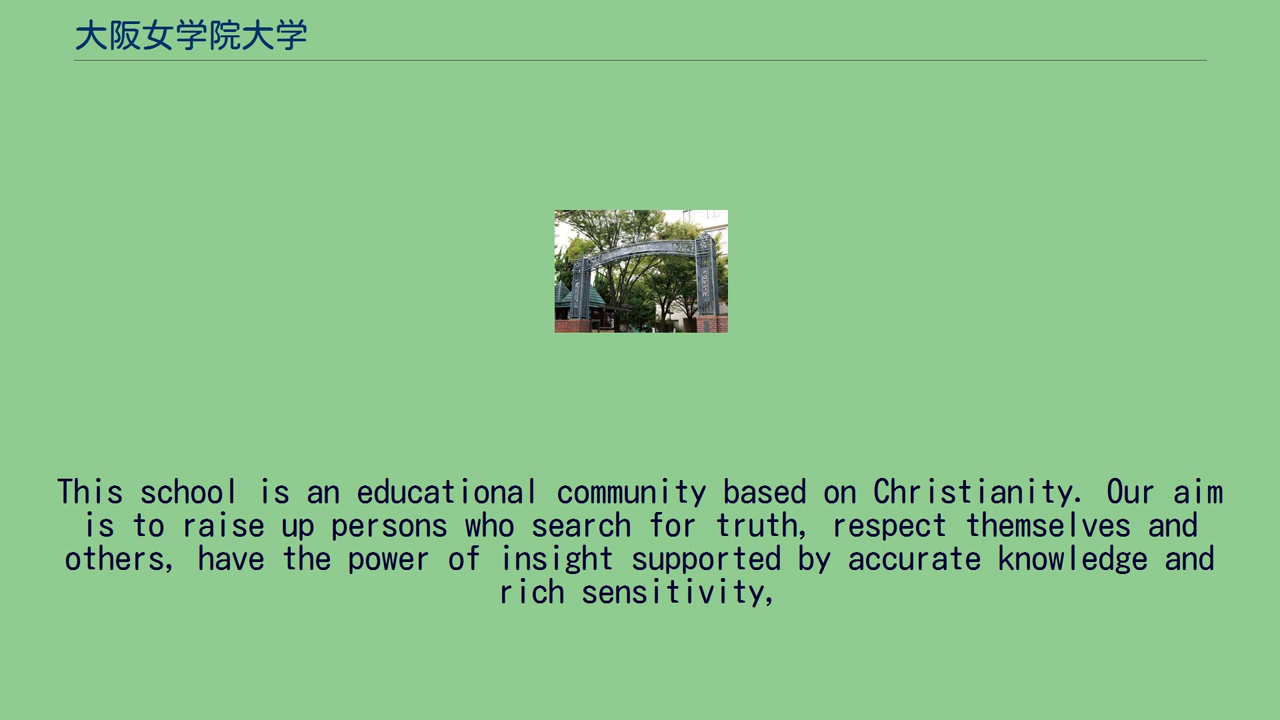 大阪女学院大学
This school is an educational community based on Christianity. Our aim
is to raise up persons who search for truth, respect themselves and
others, have the power of insight supported by accurate knowledge and
rich sensitivity,